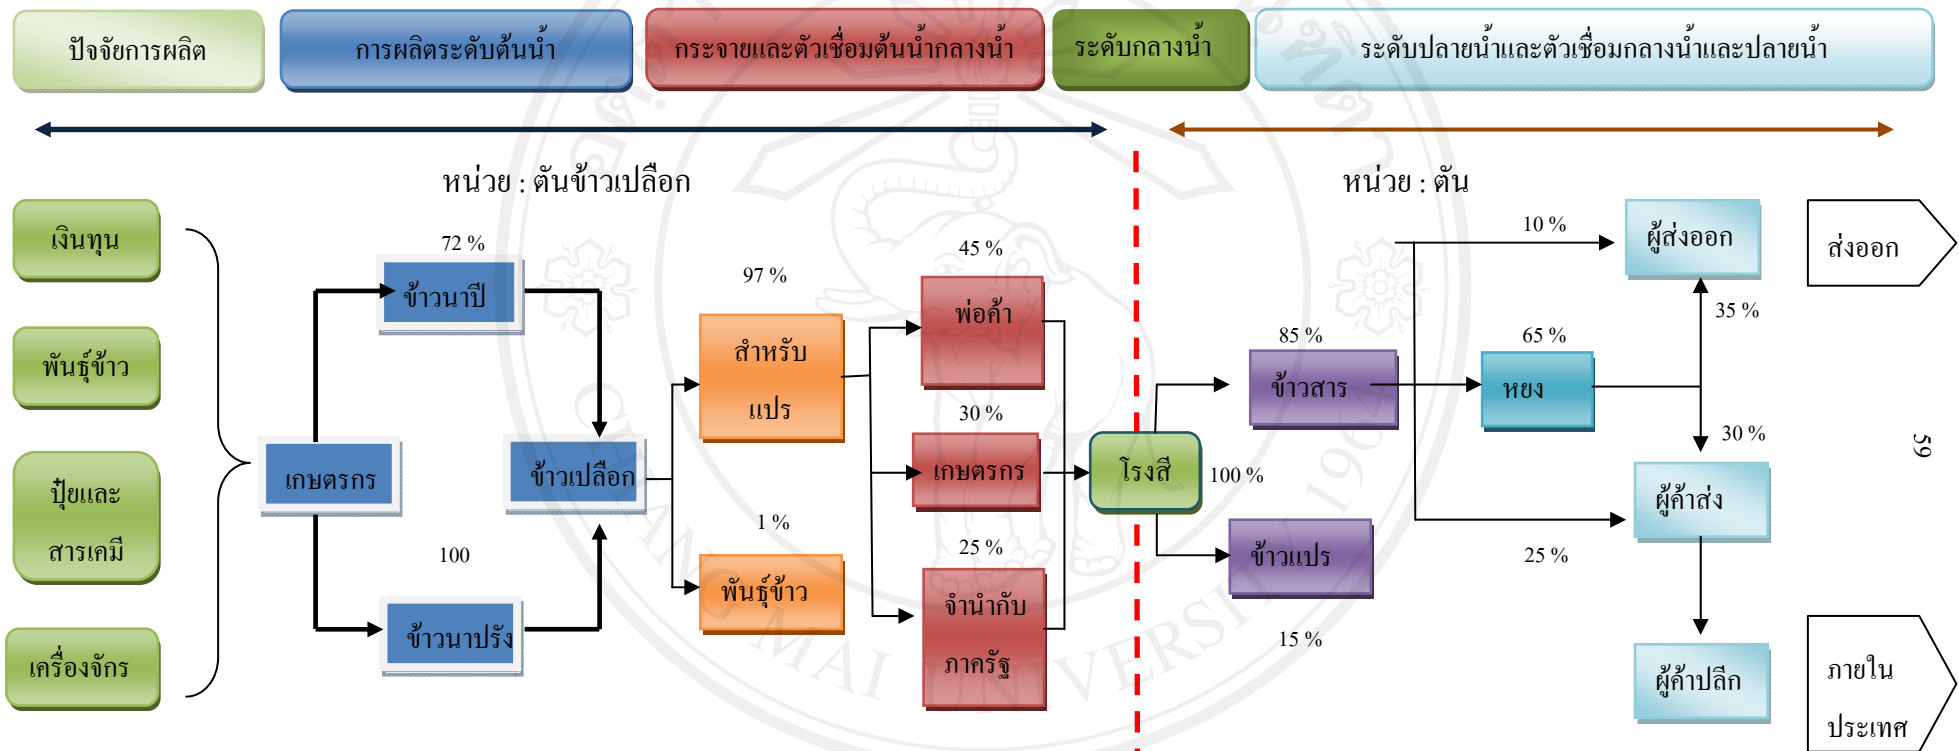 ปัจจัยการผลิต
การผลิตระดับต้นน้ำ
กระจายและตัวเชื่อมต้นน้ำกลางน้ำ
ระดับกลางน้ำ
ระดับปลายน้ำและตัวเชื่อมกลางน้ำและปลายน้ำ
หน่วย : ตันข้าวเปลือก
หน่วย : ตัน
เงินทุน
พันธุ์ข้าว
ปุ๋ยและ
สารเคมี
เครื่องจักร
เกษตรกร
72 %
ข้าวนาปี
100
ข้าวนาปรัง
ข้าวเปลือก
97 %
สำหรับ
แปร
1 %
พันธุ์ข้าว
45 %
พ่อค้า
30 %
เกษตรกร
25 %
จำนำกับ
ภาครัฐ
โรงสี
100 %
85 %
ข้าวสาร
ข้าวแปร
15 %
10 %
65 %
หยง
35 %
30 %
25 %
ผู้ส่งออก
ผู้ค้าส่ง
ผู้ค้าปลีก
ส่งออก
ภายใน
ประเทศ
59
CHIANG MAI UNIVERSITY 1964